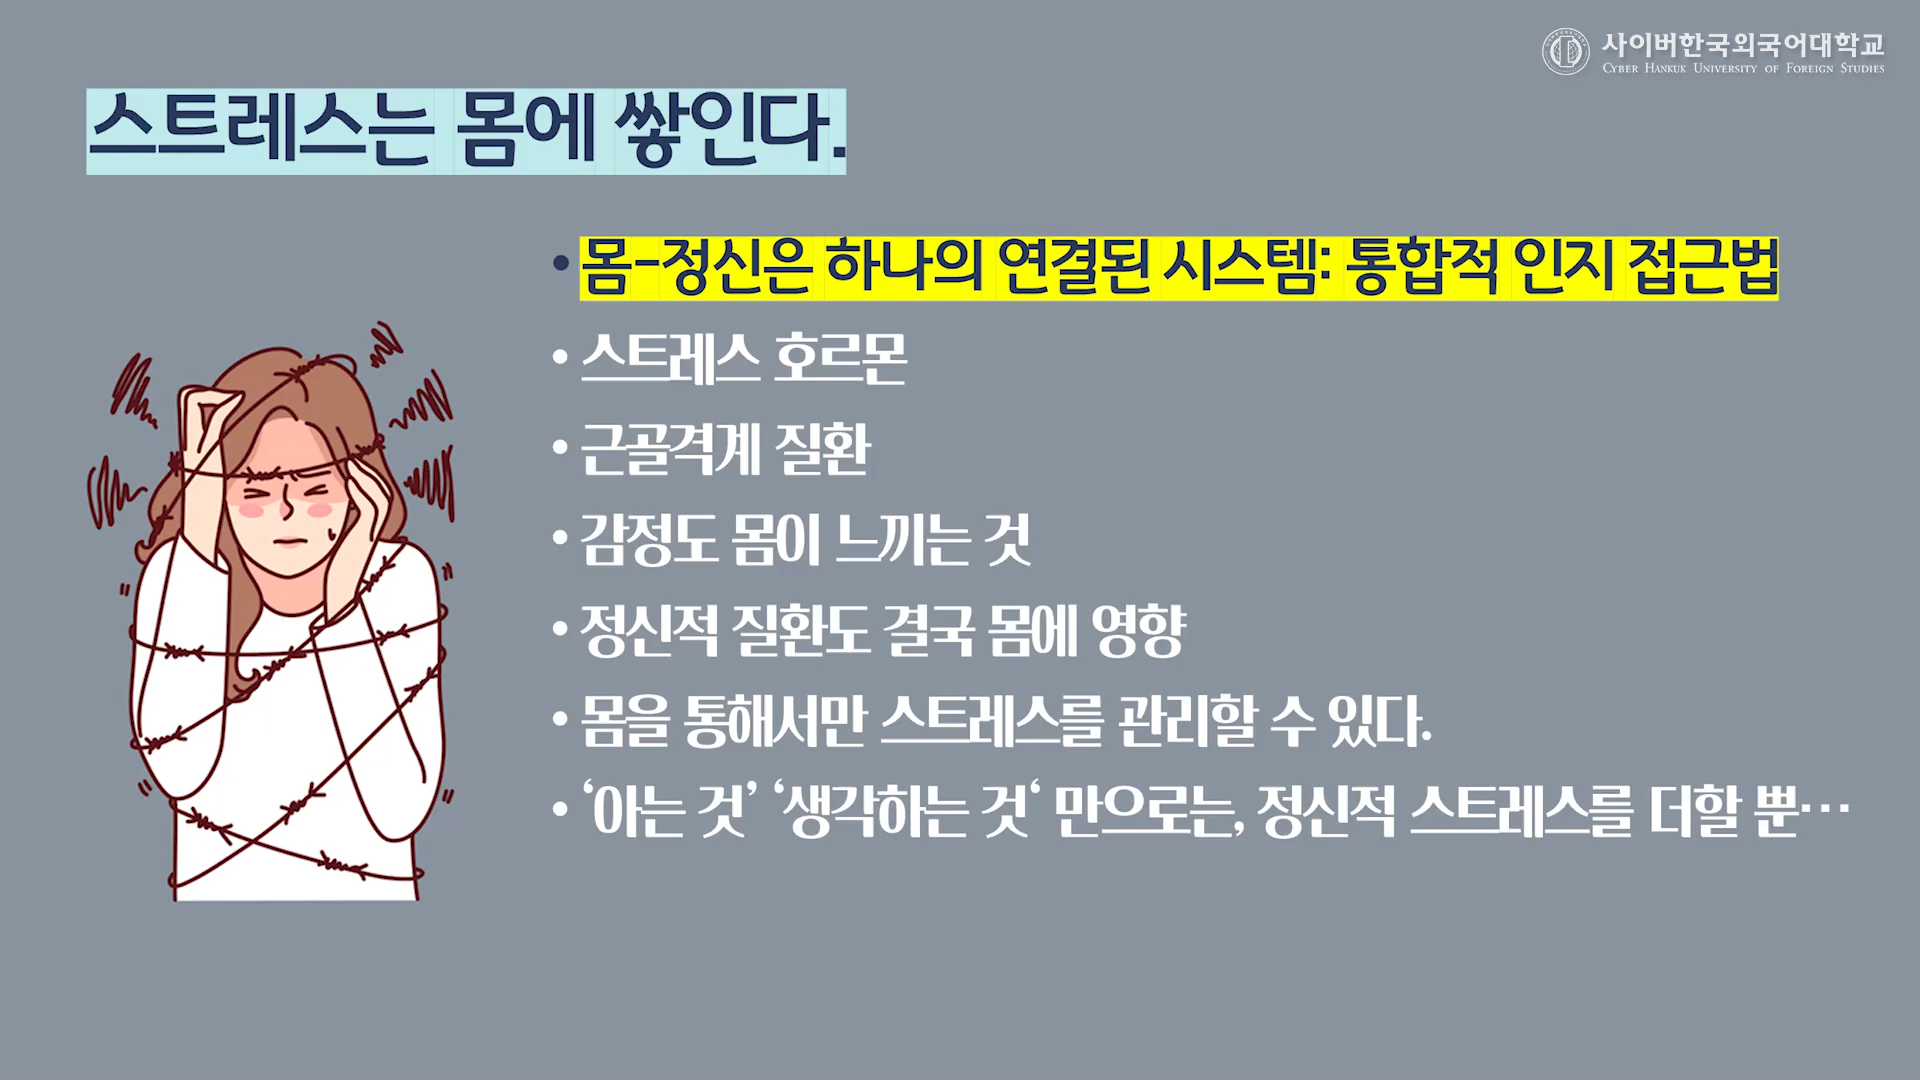 사이버한국외국어대학교
Cyber Hankuk University of Foreign Studies
스트레스는 몸에 쌓인다.
• 몸-정신은 하나의 연결된 시스템: 통합적 인지 접근법
• 스트레스 호르몬
• 근골격계 질환
• 감정도 몸이 느끼는 것
• 정신적 질환도 결국 몸에 영향
• 몸을 통해서만 스트레스를 관리할 수 있다.
• ‘아는 것’ ‘생각하는 것‘ 만으로는, 정신적 스트레스를 더할 뿐…